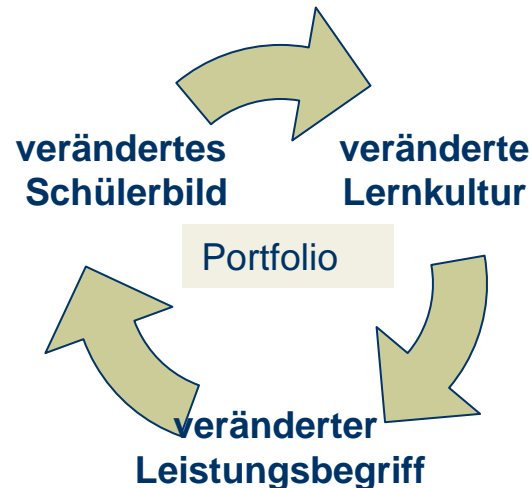 verändertes
Schülerbild
veränderte
Lernkultur
Portfolio
veränderter
Leistungsbegriff